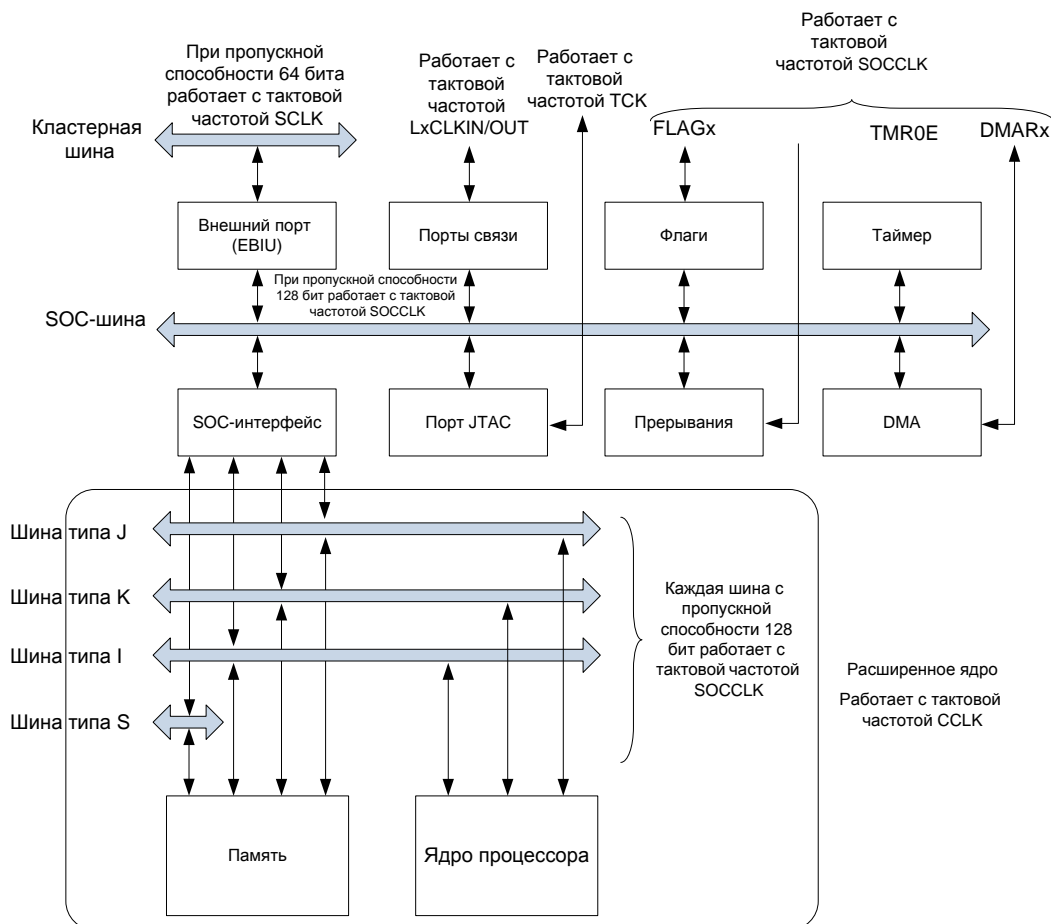 При пропускной
способности 64 бита
работает с тактовой
частотой SCLK
Работает с
тактовой
частотой
LxCLKIN/OUT
Работает с
тактовой
частотой TCK
Работает с
тактовой
частотой SOCCLK
Кластерная
шина
FLAGx
TMR0E
DMARx
Внешний порт
(EBIU)
Порты связи
Флаги
Таймер
При пропускной способности
128 бит работает с тактовой
частотой SOCCLK
SOC-шина
SOC-интерфейс
Порт JTAC
Прерывания
DMA
Шина типа J
Шина типа K
Шина типа I
Шина типа S
Каждая шина с
пропускной
способности 128
бит работает с
тактовой частотой
SOCCLK
Расширенное ядро
Работает с тактовой
частотой CCLK
Память
Ядро процессора